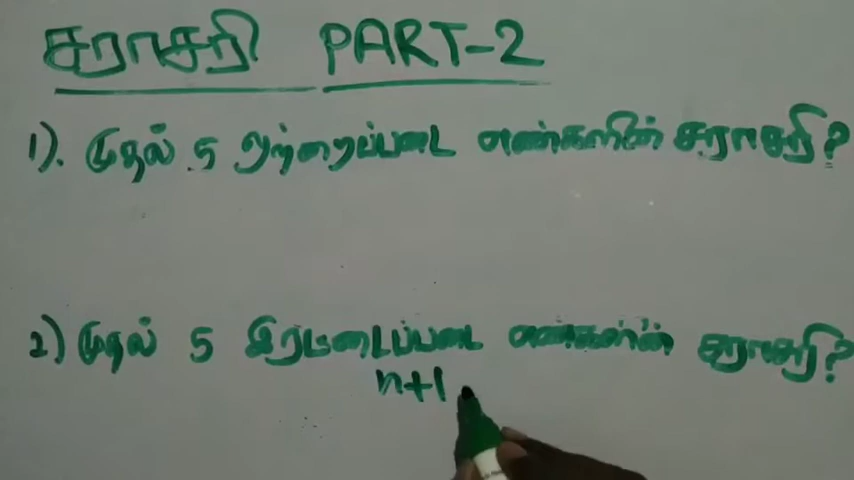 சராசரி PART-2
1). முதல் 5 ஒற்றைப்படை எண்களின் சராசரி?
2) முதல் 5 இரட்டைப்படை எண்களின் சராசரி?
n+1